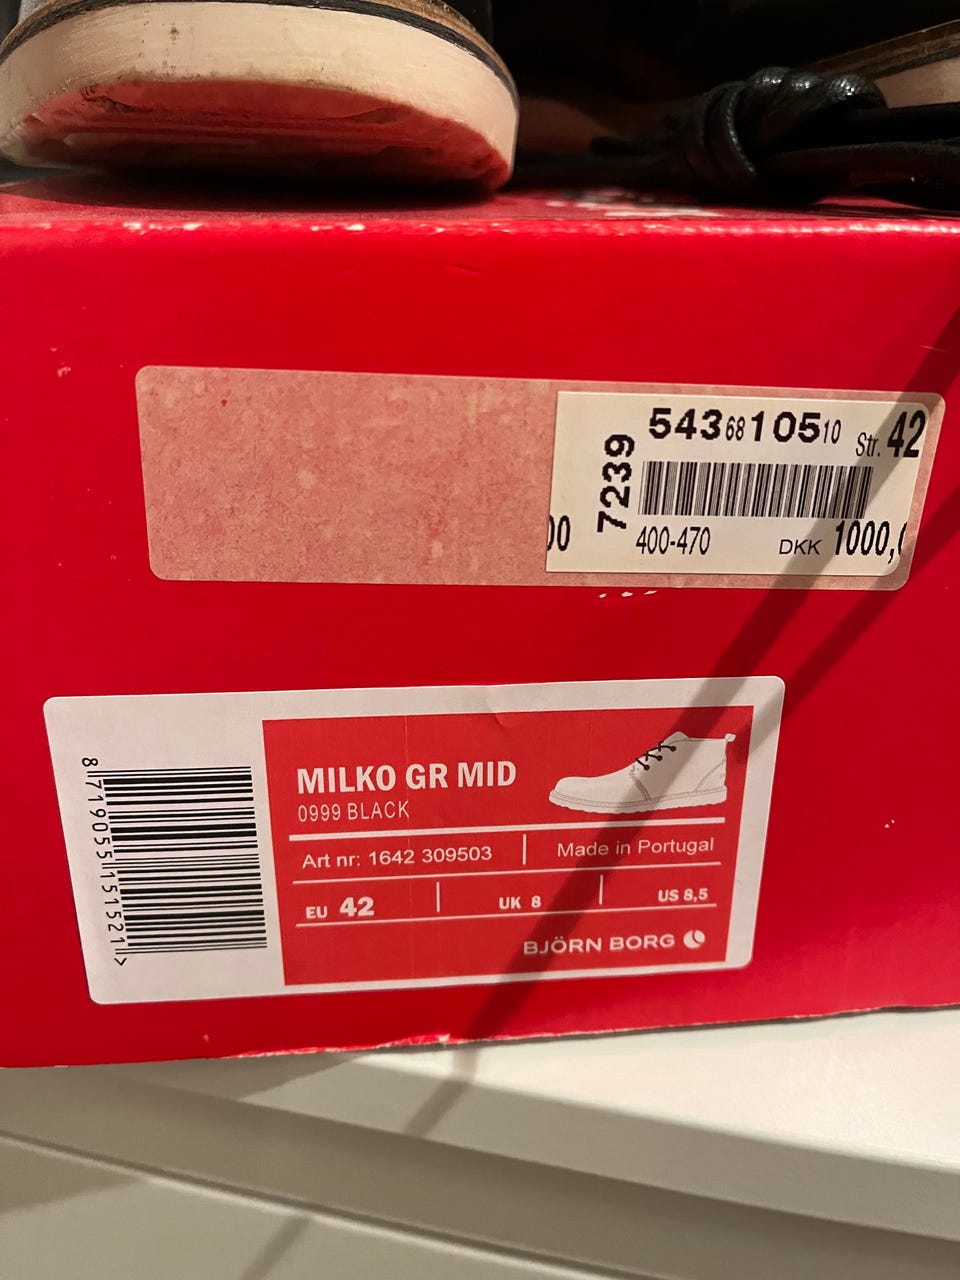 543 68 105 10 Str. 42
7239
00
400-470 DKK 1000,0
MILKO GR MID
0999 BLACK
Art nr: 1642 309503 Made in Portugal
EU 42 UK 8 US 8,5
BJÖRN BORG
8 719055 151521 >